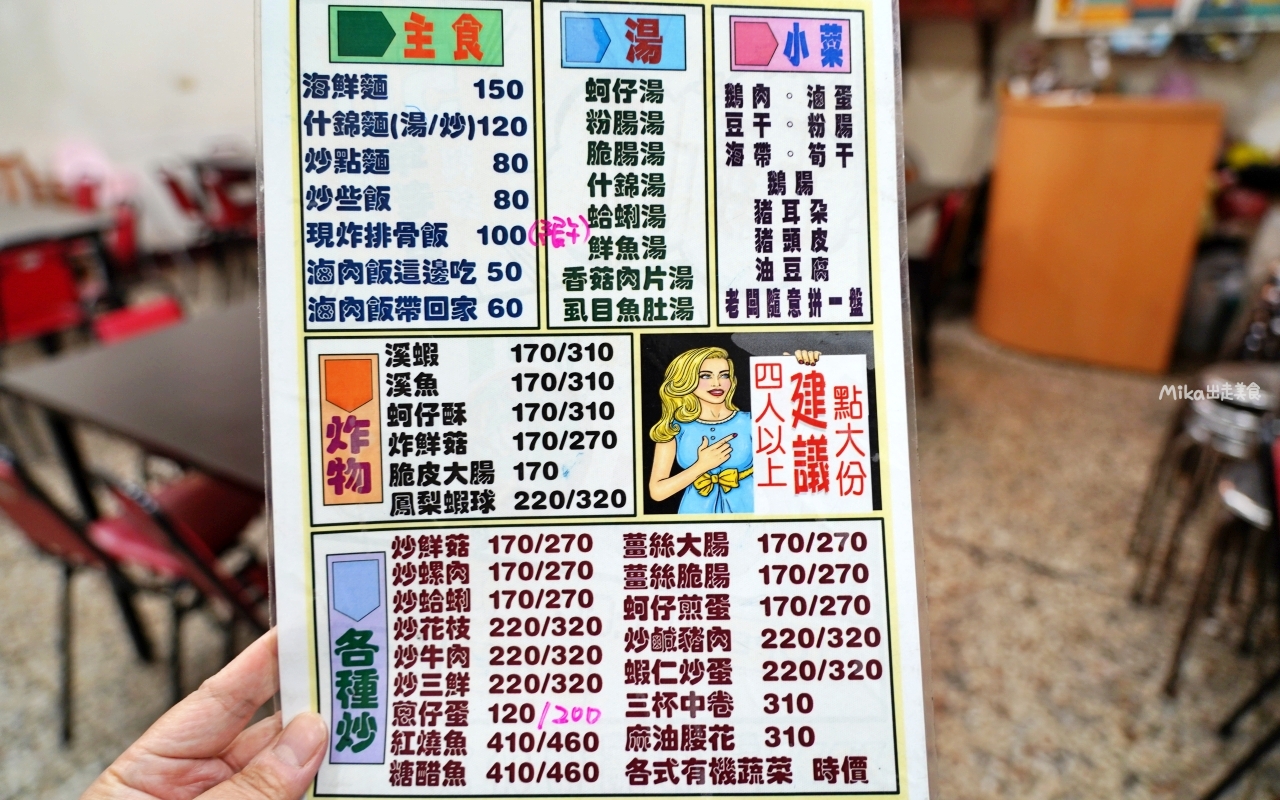 主食
海鮮麵 150
什錦麵(湯/炒)120
炒點麵 80
炒些飯 80
現炸排骨飯 100
滷肉飯這邊吃 50
滷肉飯帶回家 60
湯
蚵仔湯
粉腸湯
脆腸湯
什錦湯
蛤蜊湯
鮮魚湯
香菇肉片湯
虱目魚肚湯
小菜
鵝肉。滷蛋
豆干。粉腸
海帶。筍干
鵝腸
豬耳朶
豬頭皮
油豆腐
老闆隨意拼一盤
炸物
溪蝦 170/310
溪魚 170/310
蚵仔酥 170/310
炸鮮菇 170/270
脆皮大腸 170
鳳梨蝦球 220/320
四人以上
建議
點大份
各種炒
炒鮮菇 170/270
炒螺肉 170/270
炒蛤蜊 170/270
炒花枝 220/320
炒牛肉 220/320
炒三鮮 220/320
蔥仔蛋 120/200
紅燒魚 410/460
糖醋魚 410/460
薑絲大腸 170/270
薑絲脆腸 170/270
蚵仔煎蛋 170/270
炒鹹豬肉 220/320
蝦仁炒蛋 220/320
三杯中卷 310
麻油腰花 310
各式有機蔬菜 時價
Mika出走美食